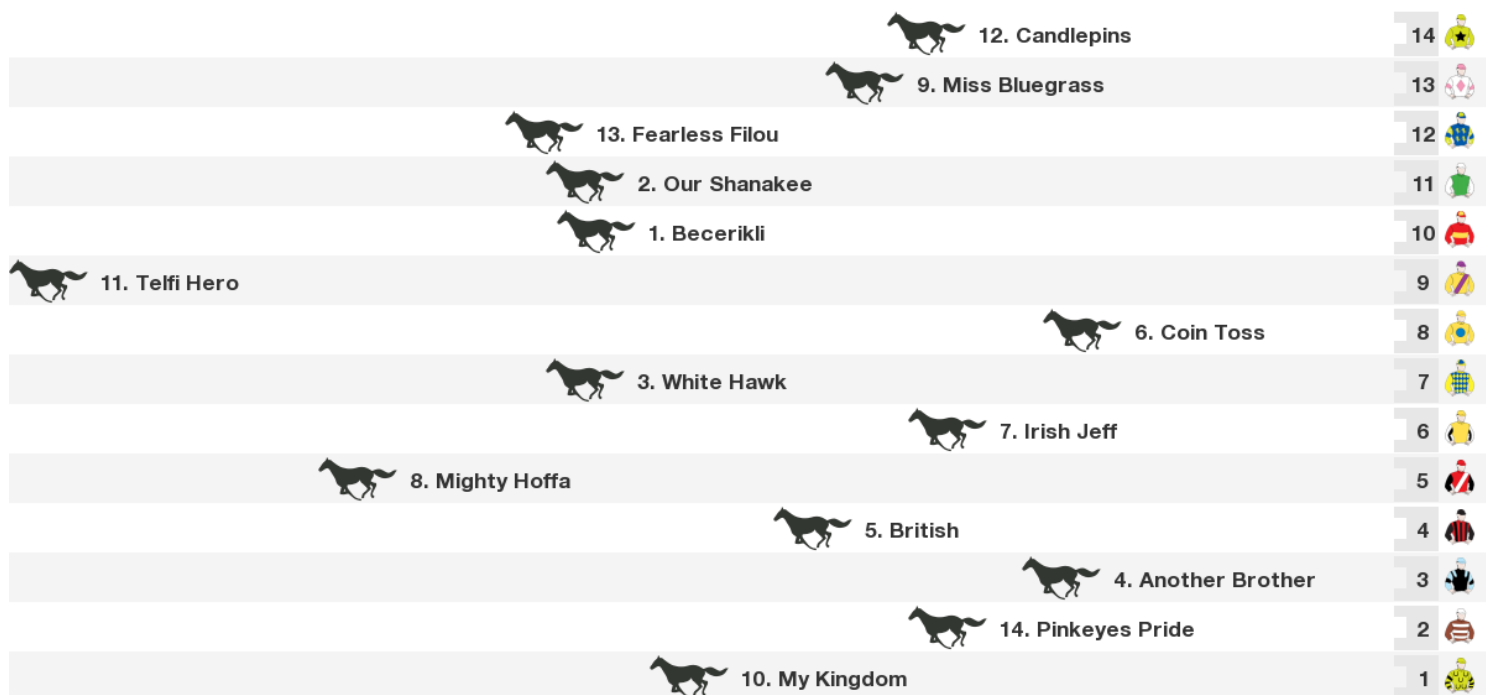 12. Candlepins 14
9. Miss Bluegrass 13
13. Fearless Filou 12
2. Our Shanakee 11
1. Becerikli 10
11. Telfi Hero 9
6. Coin Toss 8
3. White Hawk 7
7. Irish Jeff 6
8. Mighty Hoffa 5
5. British 4
4. Another Brother 3
14. Pinkeyes Pride 2
10. My Kingdom 1